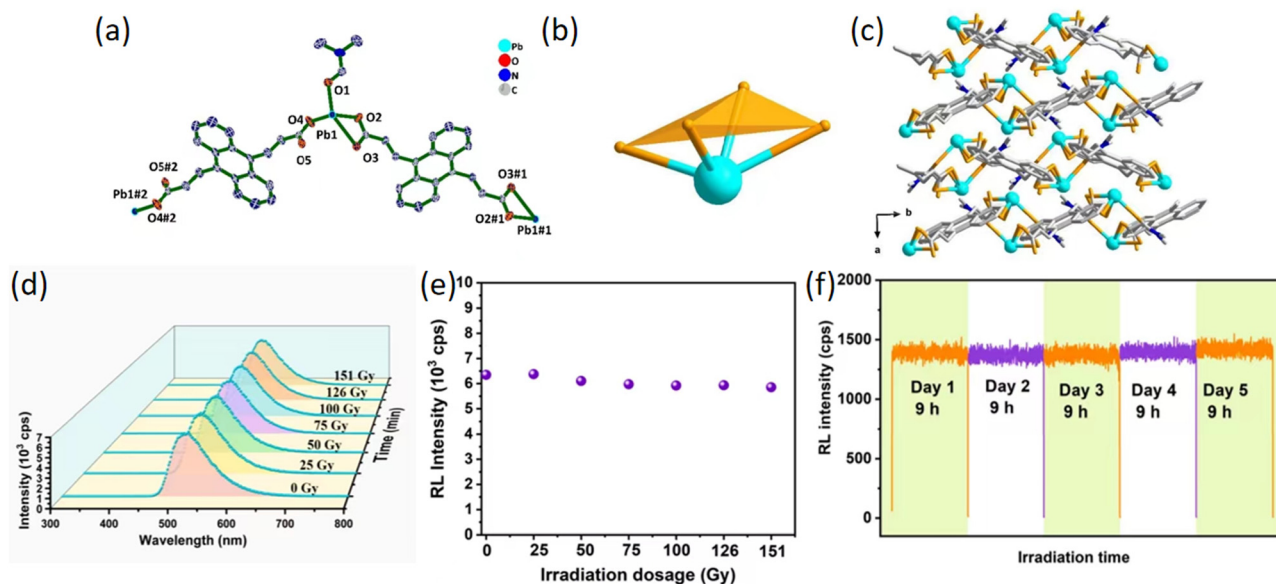 (a)
Pb
O
N
C
O1
O4
O2
Pb1
O5
O3
O5#2
Pb1#2
O4#2
O3#1
O2#1
Pb1#1
(b)
(c)
b
a
(d)
Intensity (10³ cps)
7
6
5
4
3
2
1
0
300 400 500 600 700 800
Wavelength (nm)
Time (min)
151 Gy
126 Gy
100 Gy
75 Gy
50 Gy
25 Gy
0 Gy
(e)
RL Intensity (10³ cps)
10
9
8
7
6
5
4
3
2
1
0
0 25 50 75 100 126 151
Irradiation dosage (Gy)
(f)
RL intensity (cps)
2000
1500
1000
500
0
Day 1 Day 2 Day 3 Day 4 Day 5
9 h 9 h 9 h 9 h 9 h
Irradiation time